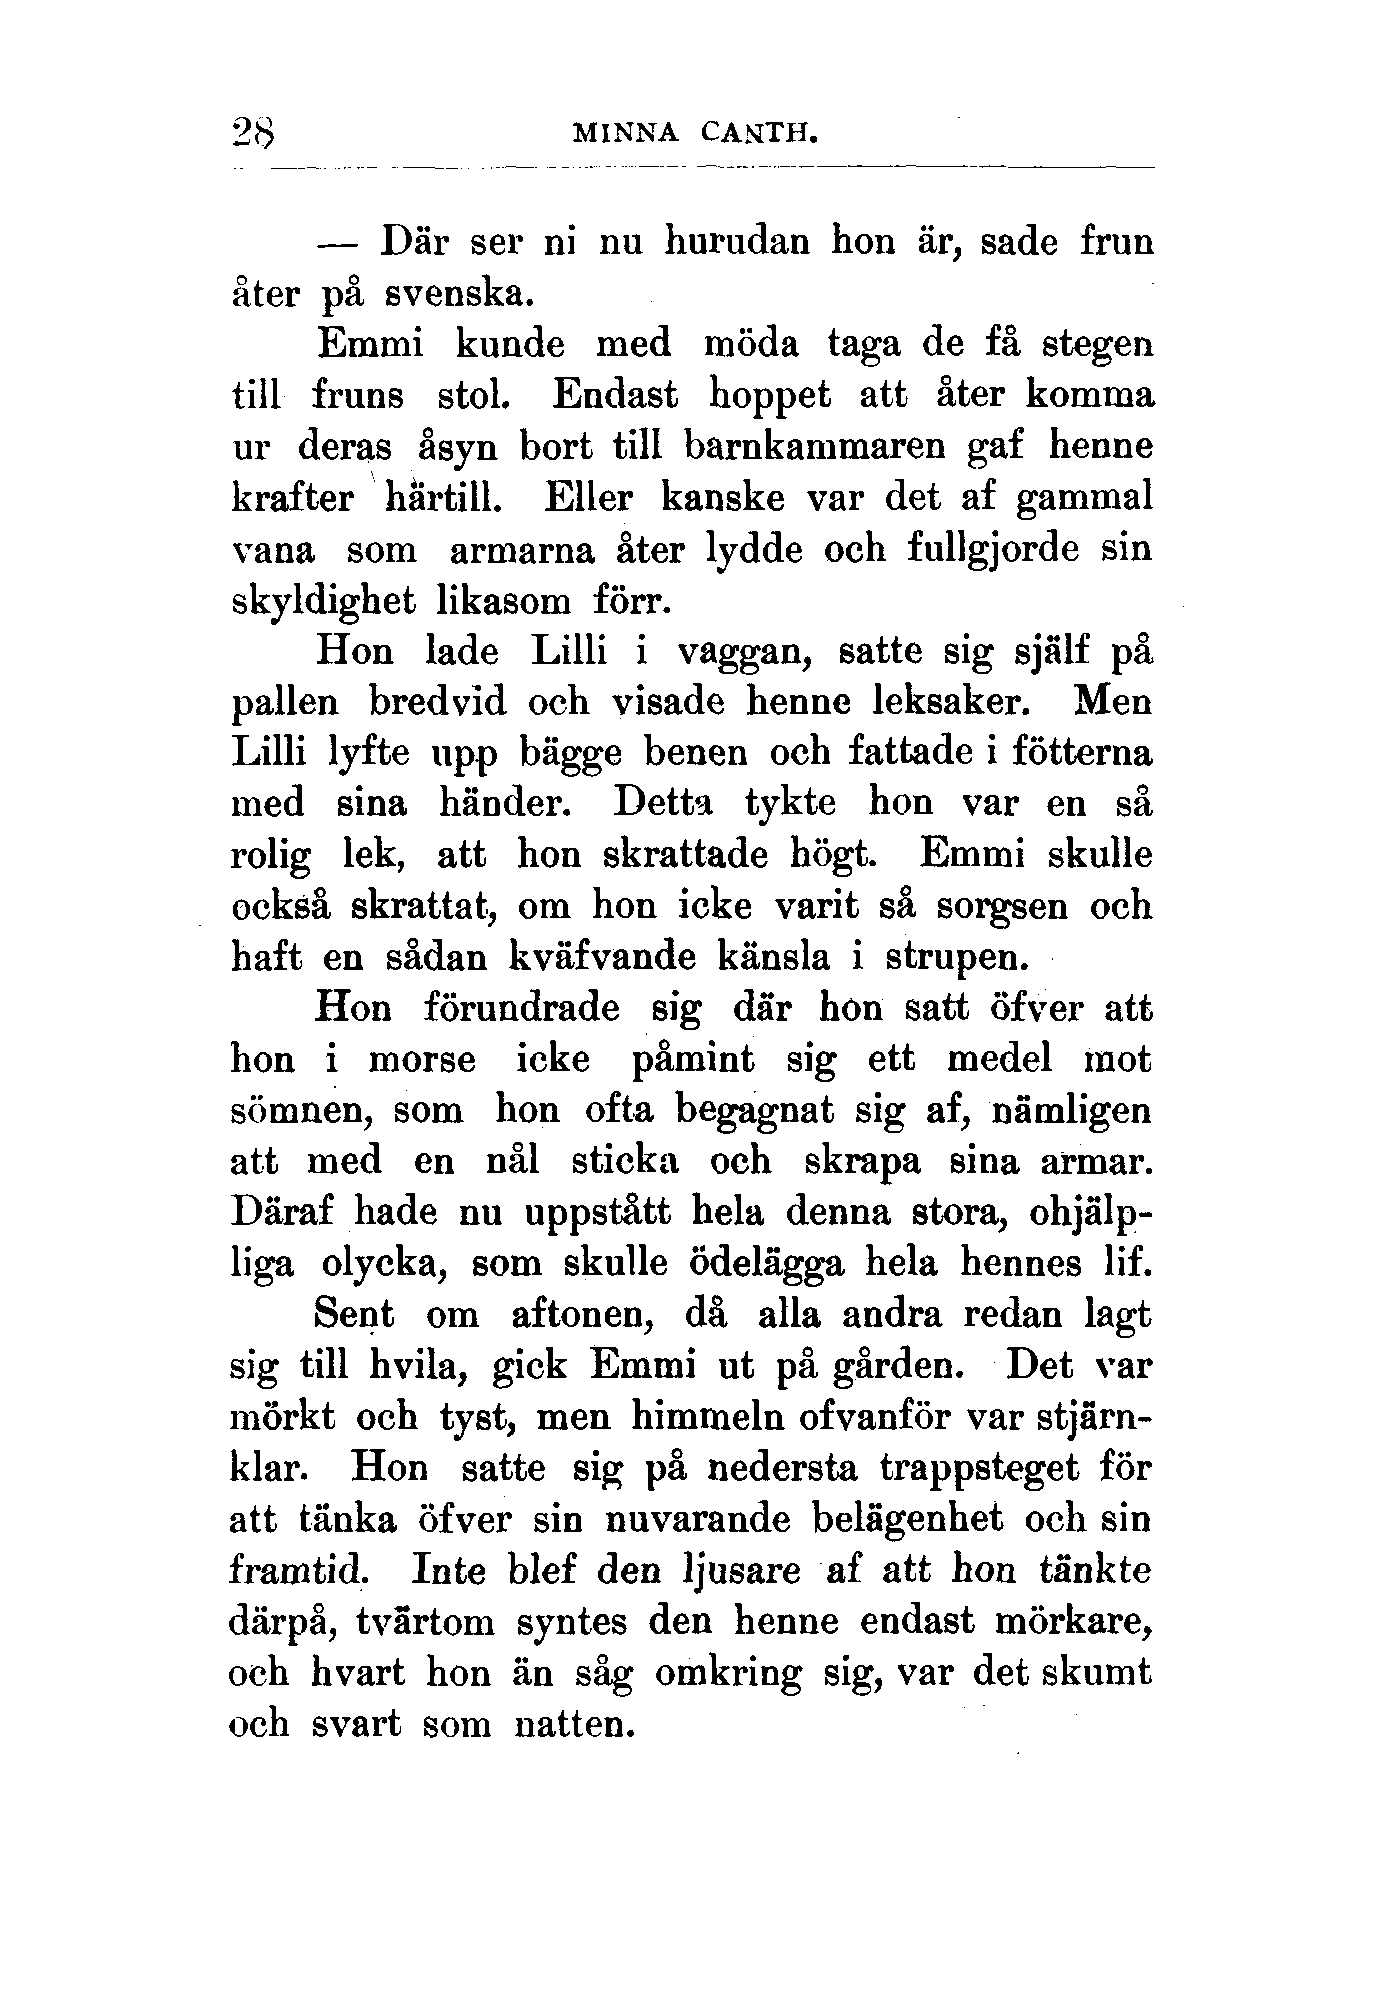 28 MINNA CANTH.
— Där ser ni nu hurudan hon är, sade frun
åter på svenska.
Emmi kunde med möda taga de få stegen
till fruns stol. Endast hoppet att åter komma
ur deras åsyn bort till barnkammaren gaf henne
krafter härtill. Eller kanske var det af gammal
vana som armarna åter lydde och fullgjorde sin
skyldighet likasom förr.
Hon lade Lilli i vaggan, satte sig själf på
pallen bredvid och visade henne leksaker. Men
Lilli lyfte upp bägge benen och fattade i fötterna
med sina händer. Detta tykte hon var en så
rolig lek, att hon skrattade högt. Emmi skulle
också skrattat, om hon icke varit så sorgsen och
haft en sådan kväfvande känsla i strupen.
Hon förundrade sig där hon satt öfver att
hon i morse icke påmint sig ett medel mot
sömnen, som hon ofta begagnat sig af, nämligen
att med en nål sticka och skrapa sina armar.
Däraf hade nu uppstått hela denna stora, ohjälp-
liga olycka, som skulle ödelägga hela hennes lif.
Sent om aftonen, då alla andra redan lagt
sig till hvila, gick Emmi ut på gården. Det var
mörkt och tyst, men himmeln ofvanför var stjärn-
klar. Hon satte sig på nedersta trappsteget för
att tänka öfver sin nuvarande belägenhet och sin
framtid. Inte blef den ljusare af att hon tänkte
därpå, tvärtom syntes den henne endast mörkare,
och hvart hon än såg omkring sig, var det skumt
och svart som natten.